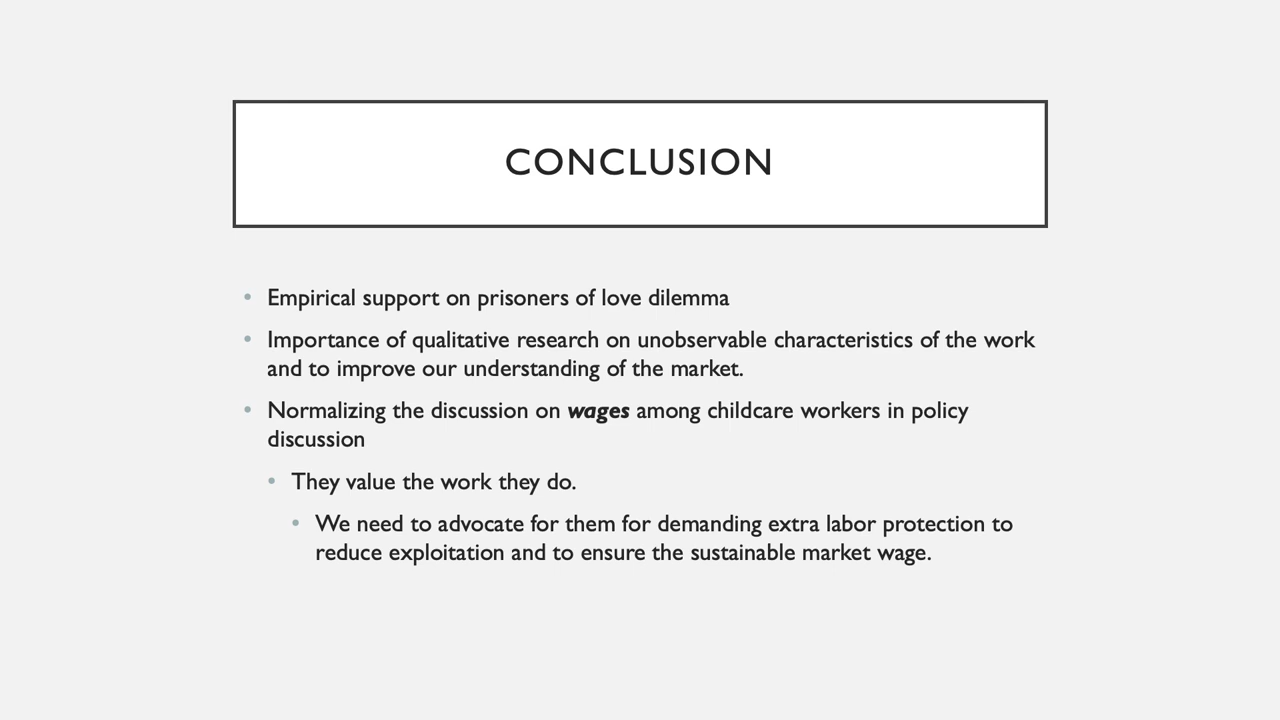 CONCLUSION
• Empirical support on prisoners of love dilemma
• Importance of qualitative research on unobservable characteristics of the work
and to improve our understanding of the market.
• Normalizing the discussion on wages among childcare workers in policy
discussion
• They value the work they do.
• We need to advocate for them for demanding extra labor protection to
reduce exploitation and to ensure the sustainable market wage.